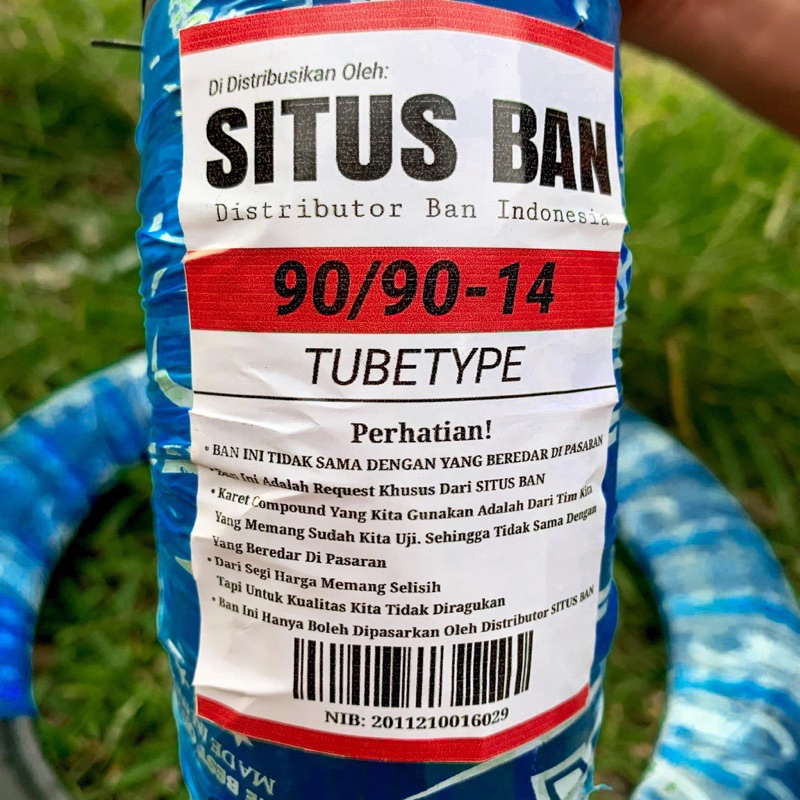 Di Distribusikan Oleh:
SITUS BAN
Distributor Ban Indonesia
90/90-14
TUBETYPE
Perhatian!
• BAN INI TIDAK SAMA DENGAN YANG BEREDAR DI PASARAN
• Ban Ini Adalah Request Khusus Dari SITUS BAN
• Karet Compound Yang Kita Gunakan Adalah Dari Tim Kita
Yang Memang Sudah Kita Uji. Sehingga Tidak Sama Dengan
Yang Beredar Di Pasaran
• Dari Segi Harga Memang Selisih
Tapi Untuk Kualitas Kita Tidak Diragukan
• Ban Ini Hanya Boleh Dipasarkan Oleh Distributor SITUS BAN
NIB: 2011210016029
BEST
MADE